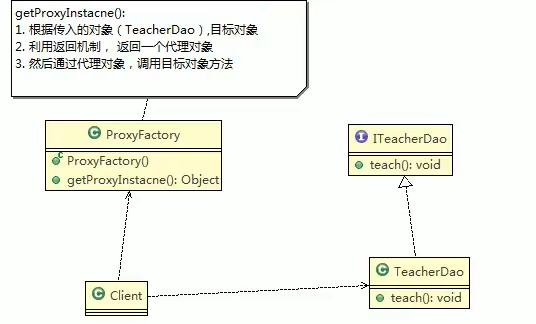 getProxyInstacne():
1. 根据传入的对象（TeacherDao）,目标对象
2. 利用返回机制， 返回一个代理对象
3. 然后通过代理对象，调用目标对象方法
C ProxyFactory
C ProxyFactory()
getProxyInstacne(): Object
I ITeacherDao
teach(): void
C Client
C TeacherDao
teach(): void